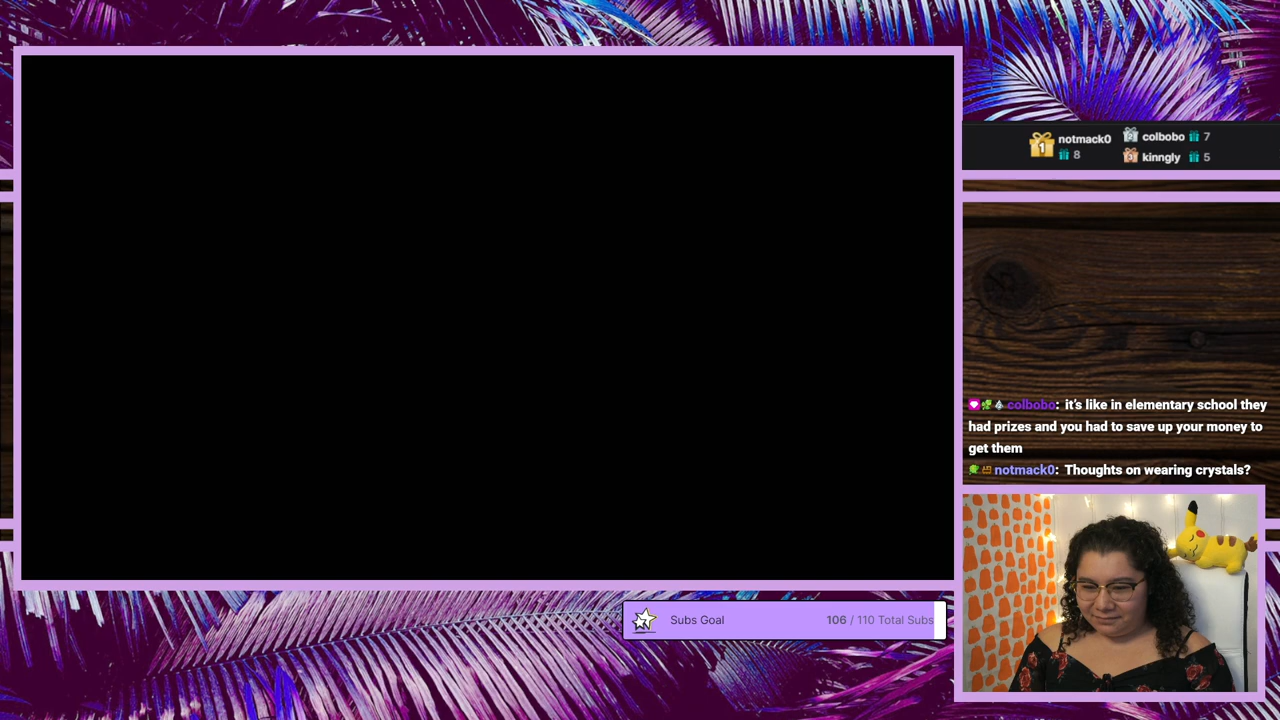 notmack0
8
colbobo 7
kinngly 5
colbobo: it's like in elementary school they
had prizes and you had to save up your money to
get them
notmack0: Thoughts on wearing crystals?
Subs Goal 106 / 110 Total Subs